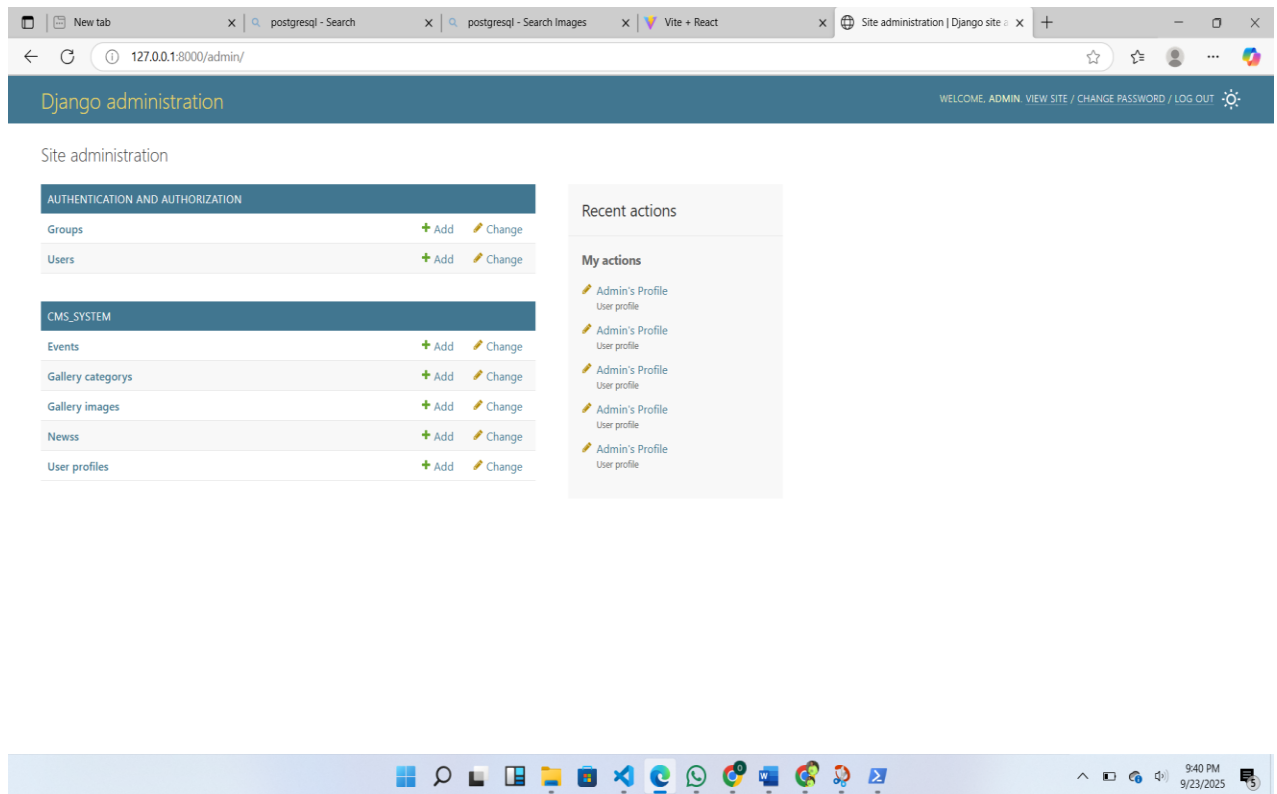 New tab
postgresql - Search
postgresql - Search Images
Vite + React
Site administration | Django site a
127.0.0.1:8000/admin/
Django administration
WELCOME, ADMIN. VIEW SITE / CHANGE PASSWORD / LOG OUT
Site administration
AUTHENTICATION AND AUTHORIZATION
Groups + Add Change
Users + Add Change
CMS_SYSTEM
Events + Add Change
Gallery categorys + Add Change
Gallery images + Add Change
Newss + Add Change
User profiles + Add Change
Recent actions
My actions
Admin's Profile
User profile
Admin's Profile
User profile
Admin's Profile
User profile
Admin's Profile
User profile
Admin's Profile
User profile
9:40 PM
9/23/2025
5